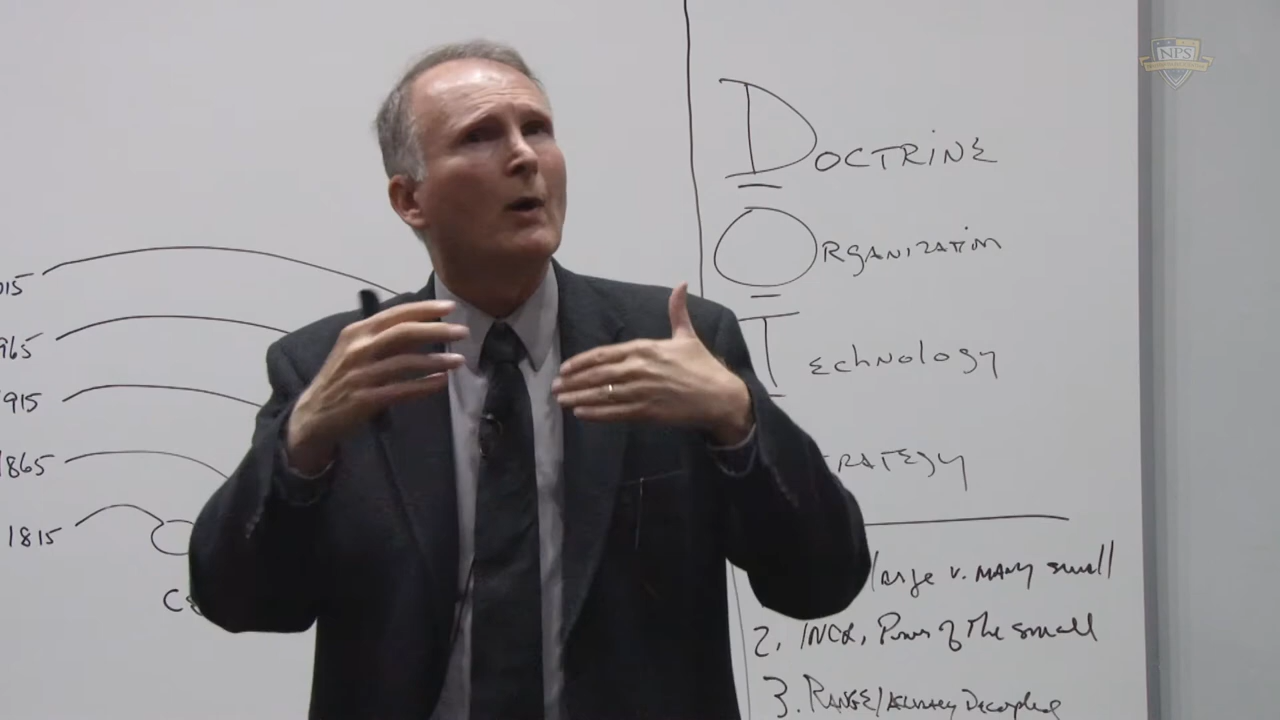 NPS
DOCTRINE
ORGANIZATION
TECHNOLOGY
RATEGY
015
965
915
1865
1815
large v. MANY small
2. INCR. Power of the small
3. RANGE/Accuracy Decoupled